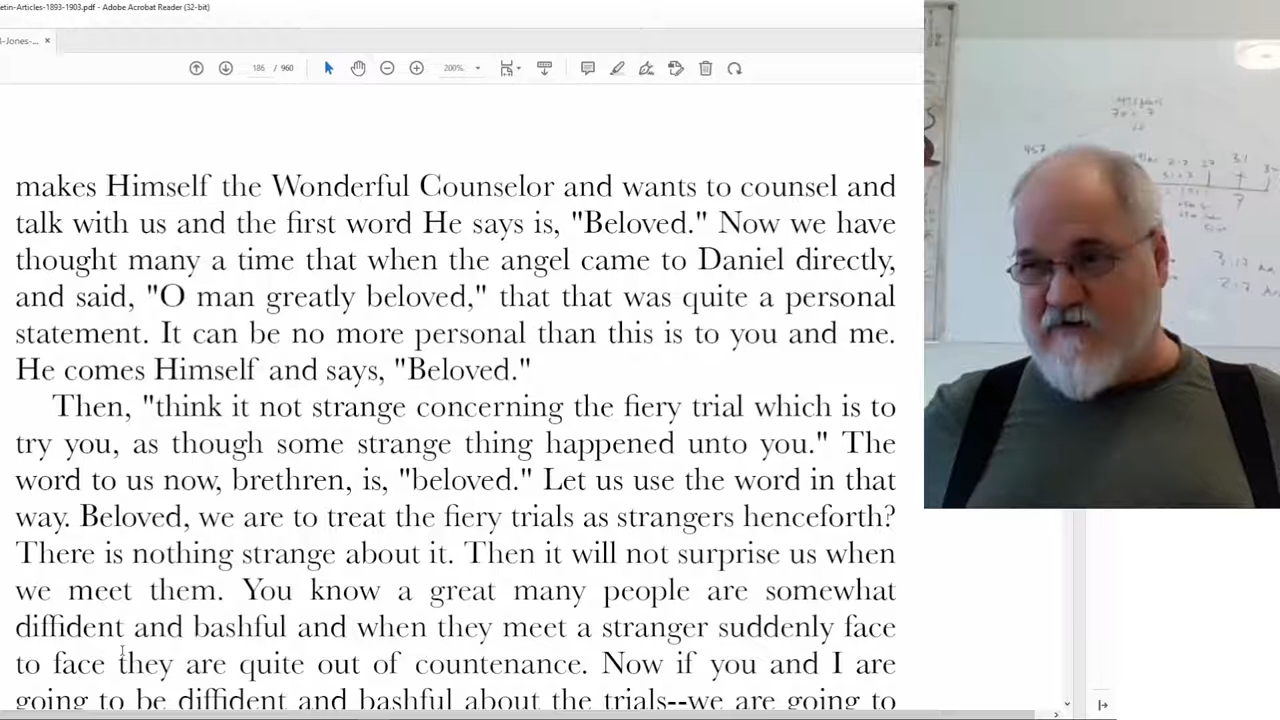 etin-Articles-1893-1903.pdf - Adobe Acrobat Reader (32-bit)
-Jones-... ×
186 / 960
200%
makes Himself the Wonderful Counselor and wants to counsel and
talk with us and the first word He says is, "Beloved." Now we have
thought many a time that when the angel came to Daniel directly,
and said, "O man greatly beloved," that that was quite a personal
statement. It can be no more personal than this is to you and me.
He comes Himself and says, "Beloved."
Then, "think it not strange concerning the fiery trial which is to
try you, as though some strange thing happened unto you." The
word to us now, brethren, is, "beloved." Let us use the word in that
way. Beloved, we are to treat the fiery trials as strangers henceforth?
There is nothing strange about it. Then it will not surprise us when
we meet them. You know a great many people are somewhat
diffident and bashful and when they meet a stranger suddenly face
to face they are quite out of countenance. Now if you and I are
going to be diffident and bashful about the trials--we are going to
457